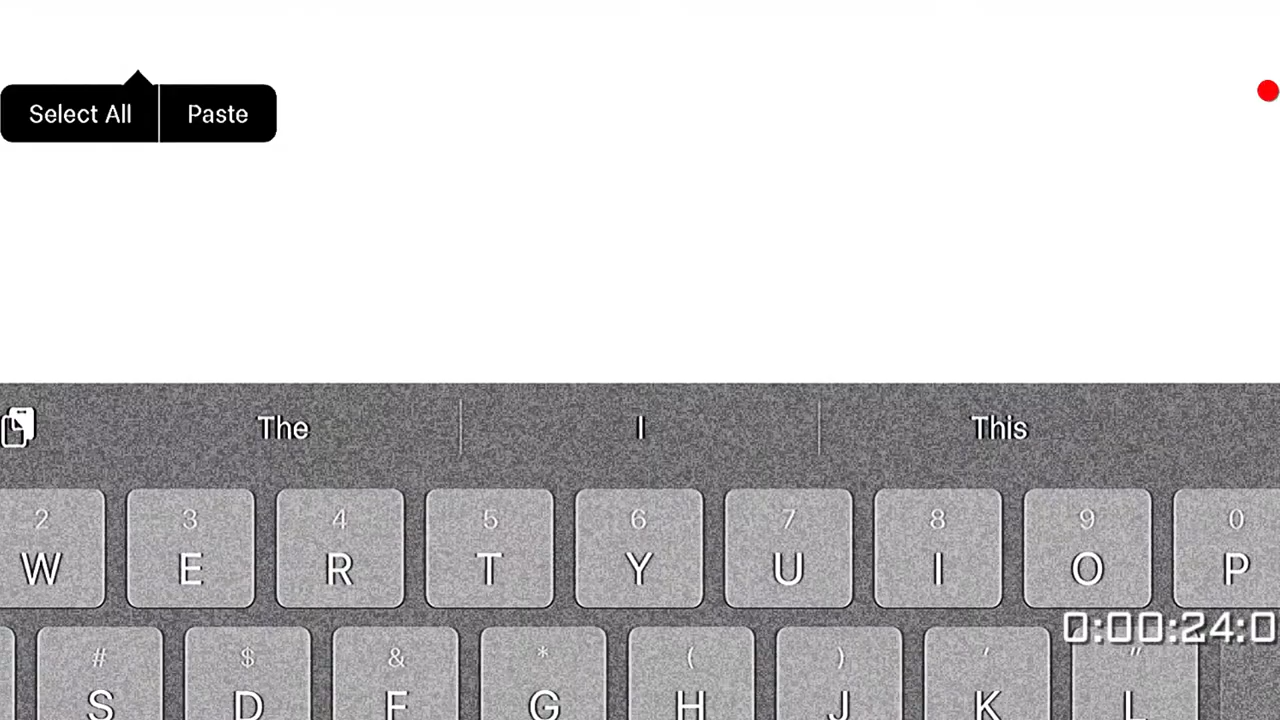 Select All Paste
The I This
2 3 4 5 6 7 8 9 0
W E R T Y U I O P
0:00:24:0
# $ & * ( ) ' "
S D F G H J K L